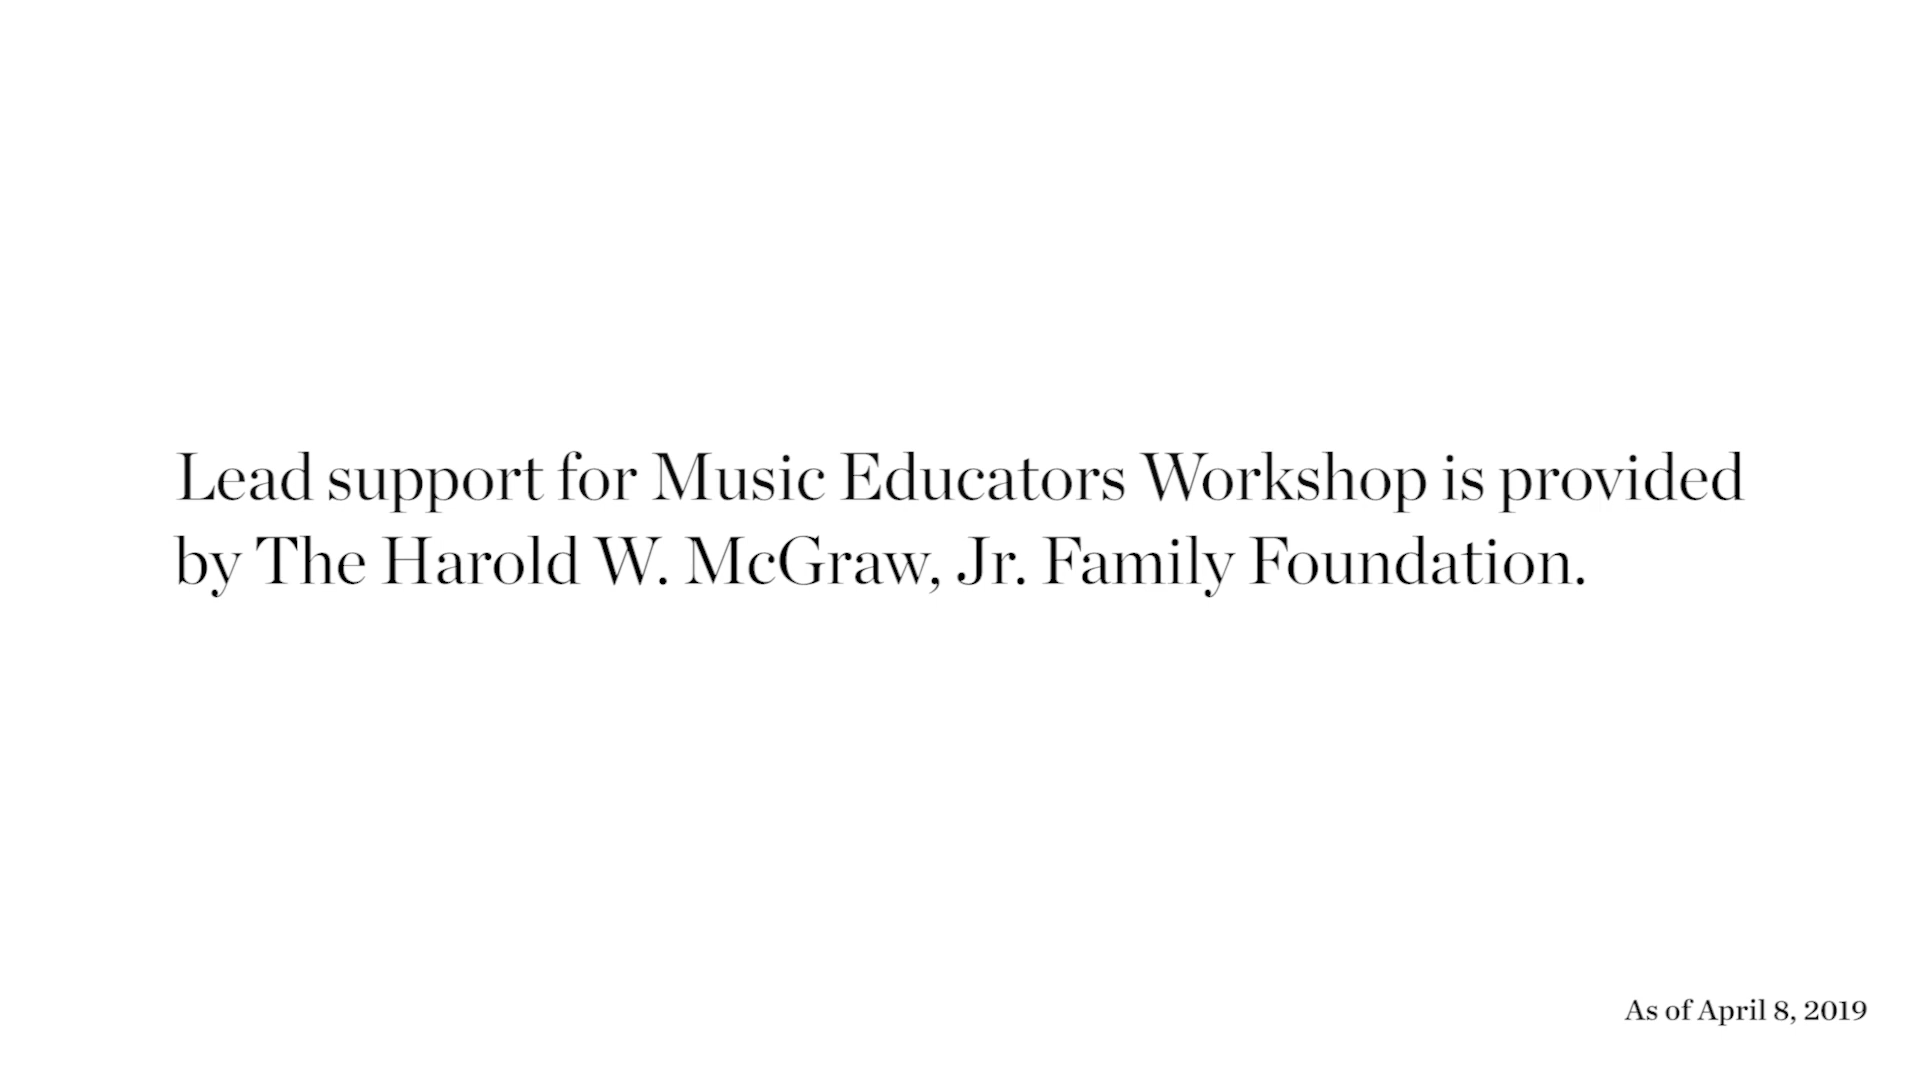 Lead support for Music Educators Workshop is provided
by The Harold W. McGraw, Jr. Family Foundation.
As of April 8, 2019